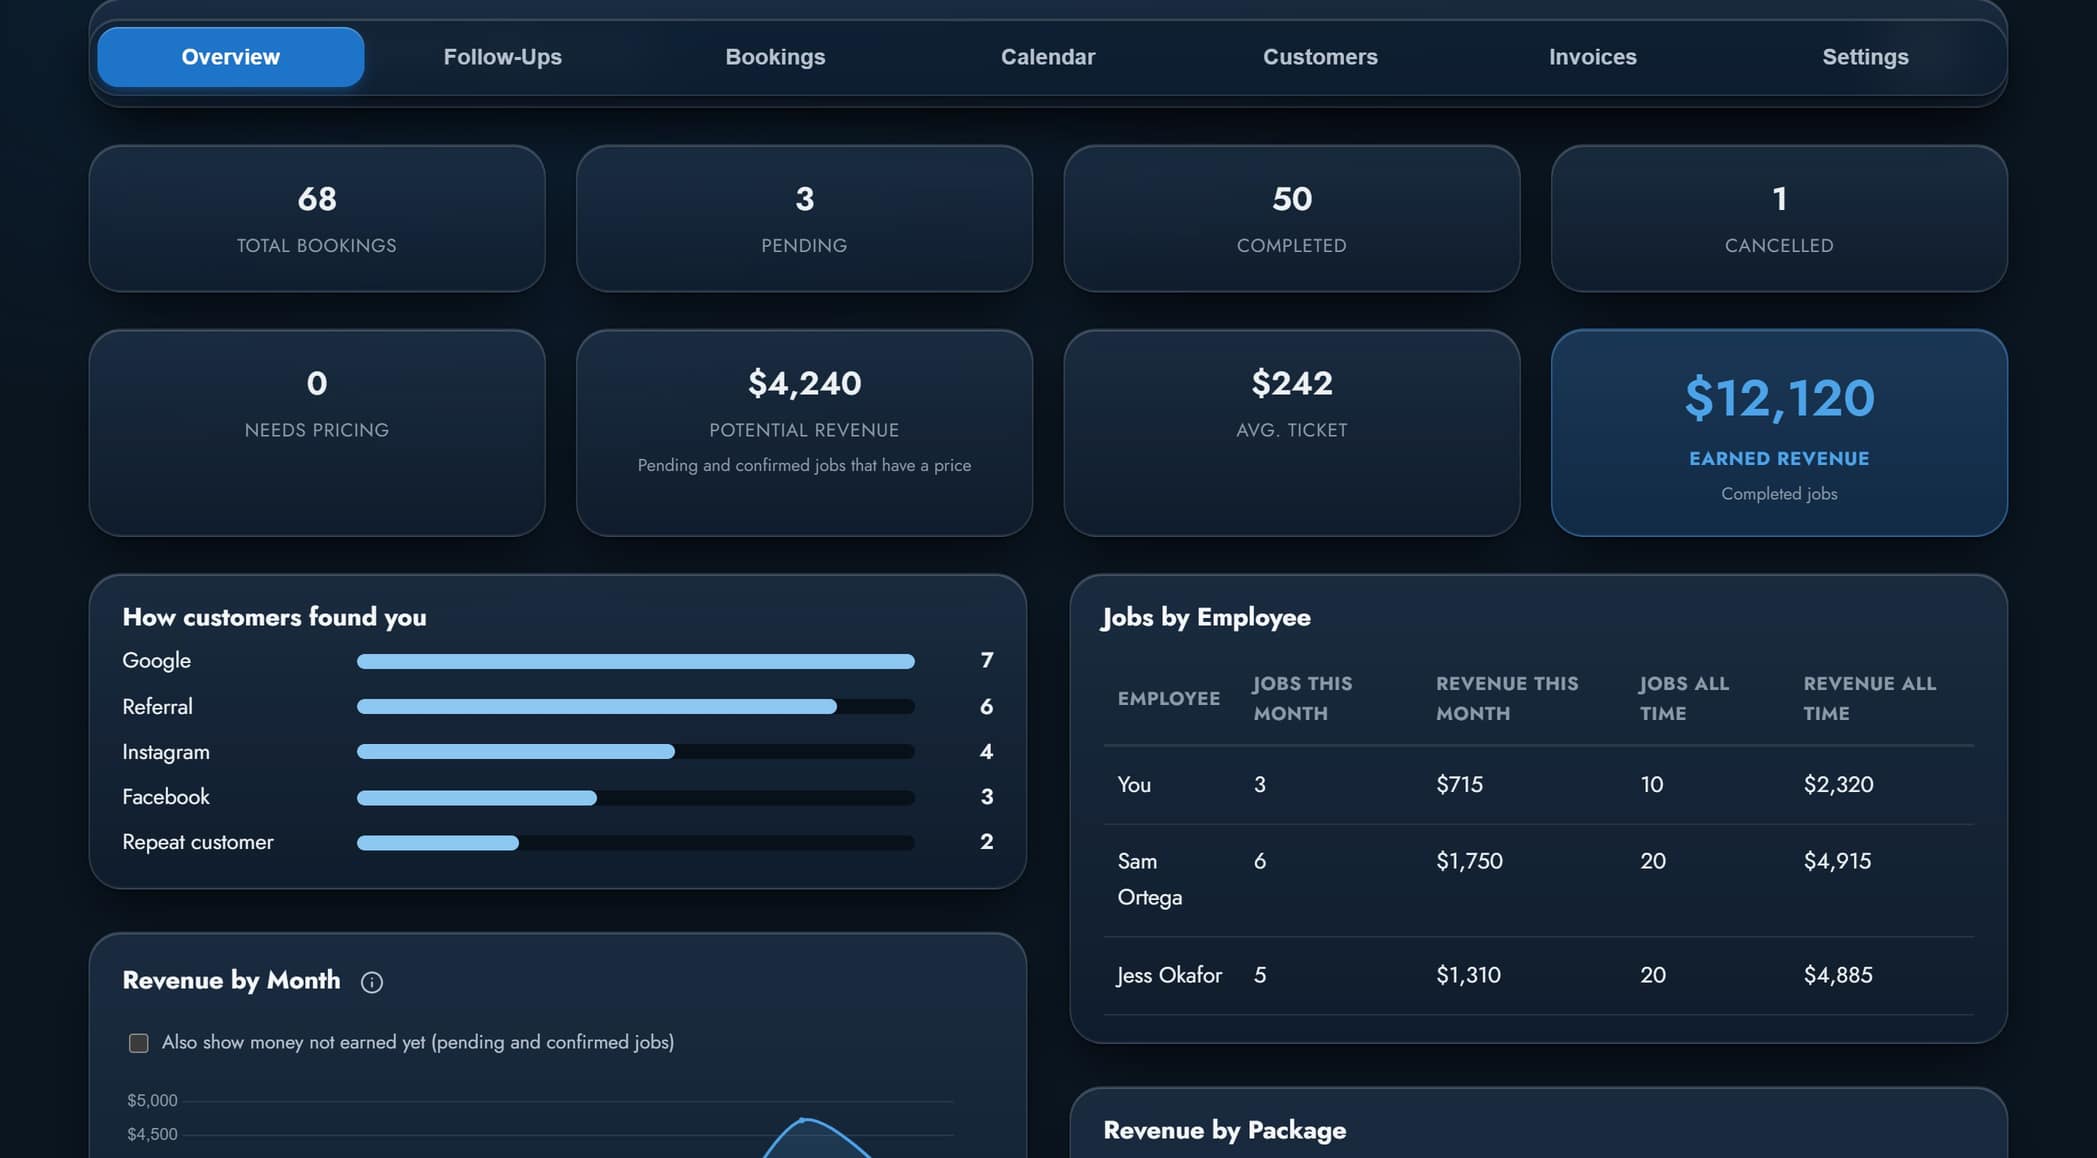 Overview
Follow-Ups
Bookings
Calendar
Customers
Invoices
Settings
68
TOTAL BOOKINGS
3
PENDING
50
COMPLETED
1
CANCELLED
0
NEEDS PRICING
$4,240
POTENTIAL REVENUE
Pending and confirmed jobs that have a price
$242
AVG. TICKET
$12,120
EARNED REVENUE
Completed jobs
How customers found you
Google 7
Referral 6
Instagram 4
Facebook 3
Repeat customer 2
Jobs by Employee
EMPLOYEE
JOBS THIS
MONTH
REVENUE THIS
MONTH
JOBS ALL
TIME
REVENUE ALL
TIME
You 3 $715 10 $2,320
Sam 6 $1,750 20 $4,915
Ortega
Jess Okafor 5 $1,310 20 $4,885
Revenue by Month
Also show money not earned yet (pending and confirmed jobs)
$5,000
$4,500
Revenue by Package